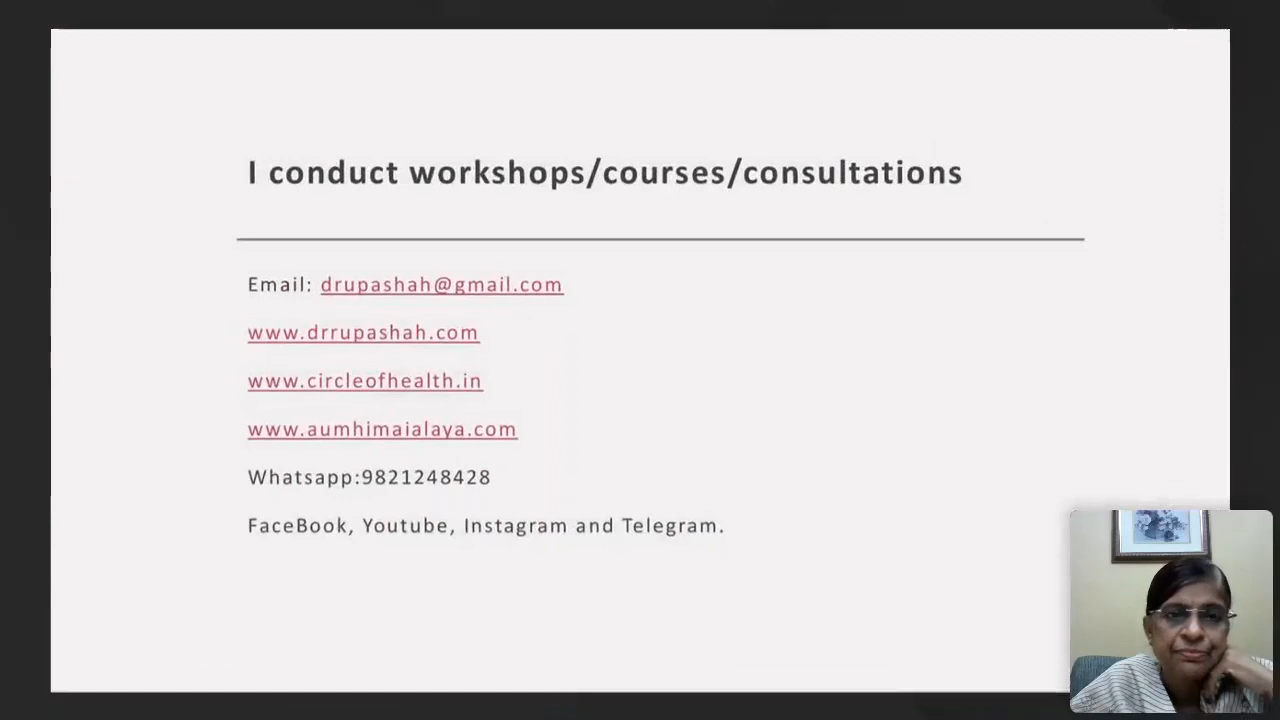 I conduct workshops/courses/consultations
Email: drupashah@gmail.com
www.drrupashah.com
www.circleofhealth.in
www.aumhimaialaya.com
Whatsapp:9821248428
FaceBook, Youtube, Instagram and Telegram.